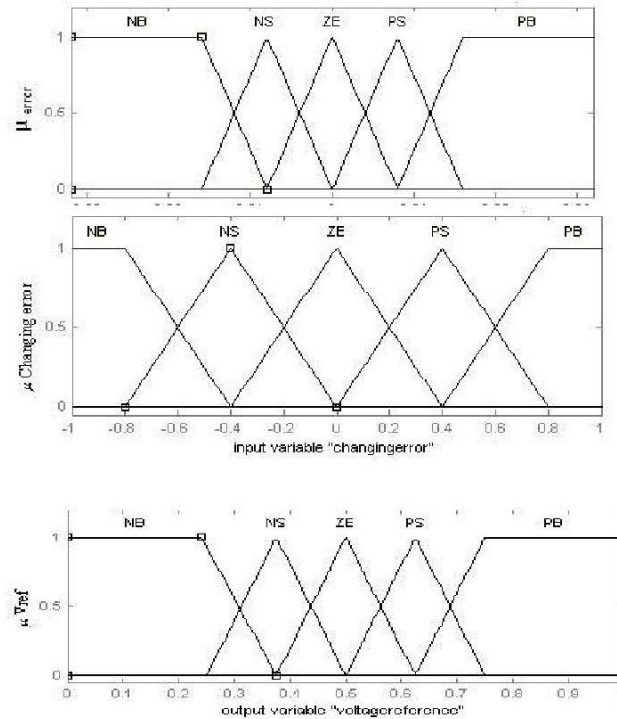 NB NS ZE PS PB
1
0.5
0
μ error
NB NS ZE PS PB
1
0.5
0
μ Changing error
-1 -0.8 -0.6 -0.4 -0.2 0 0.2 0.4 0.6 0.8 1
input variable "changingerror"
NB NS ZE PS PB
1
0.5
0
μ Vref
0.0 0.1 0.2 0.3 0.4 0.5 0.6 0.7 0.8 0.9
output variable "voltagereference"